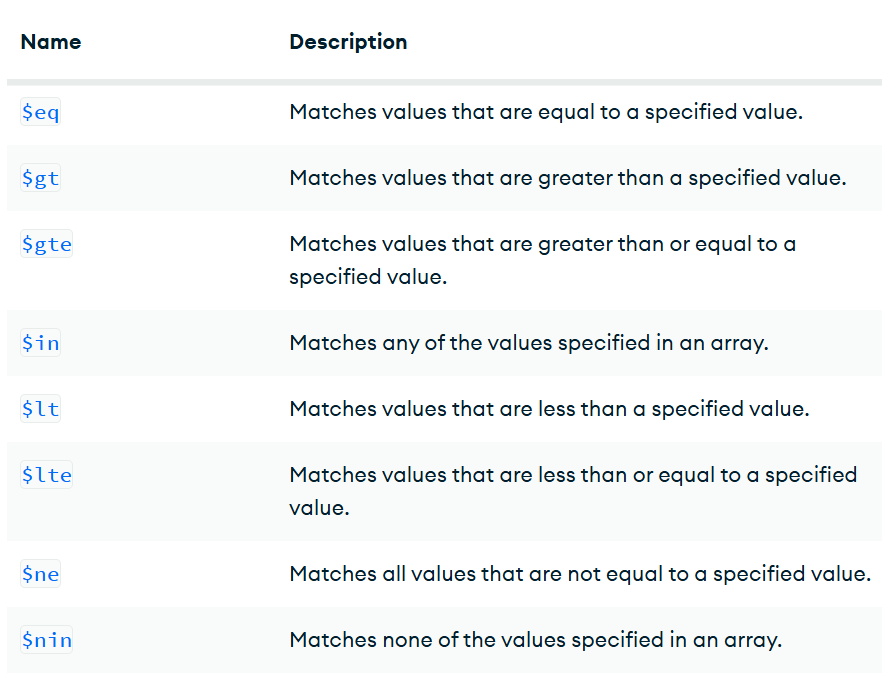 Name Description
$eq Matches values that are equal to a specified value.
$gt Matches values that are greater than a specified value.
$gte Matches values that are greater than or equal to a
specified value.
$in Matches any of the values specified in an array.
$lt Matches values that are less than a specified value.
$lte Matches values that are less than or equal to a specified
value.
$ne Matches all values that are not equal to a specified value.
$nin Matches none of the values specified in an array.